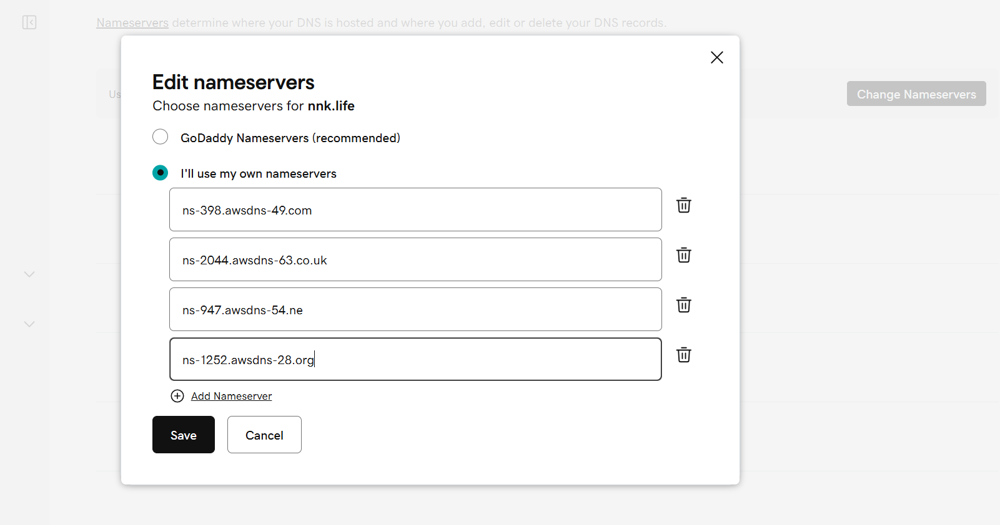 Nameservers determine where your DNS is hosted and where you add, edit or delete your DNS records.
Edit nameservers
Choose nameservers for nnk.life
Us
Change Nameservers
GoDaddy Nameservers (recommended)
I'll use my own nameservers
ns-398.awsdns-49.com
ns-2044.awsdns-63.co.uk
ns-947.awsdns-54.ne
ns-1252.awsdns-28.org
Add Nameserver
Save
Cancel